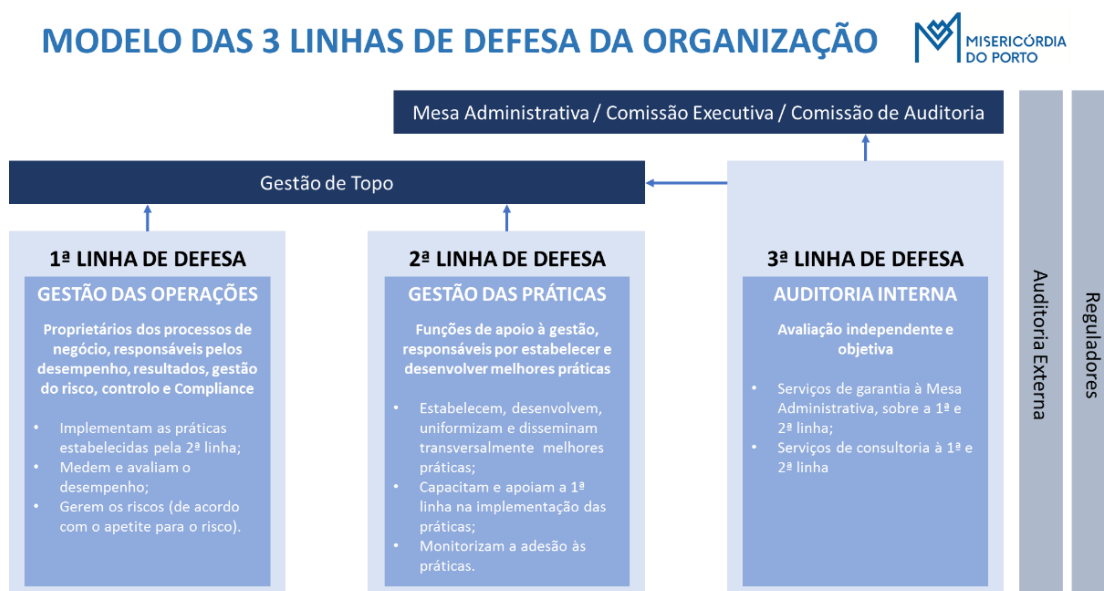 MODELO DAS 3 LINHAS DE DEFESA DA ORGANIZAÇÃO
MISERICÓRDIA
DO PORTO
Mesa Administrativa / Comissão Executiva / Comissão de Auditoria
Gestão de Topo
1ª LINHA DE DEFESA
GESTÃO DAS OPERAÇÕES
Proprietários dos processos de
negócio, responsáveis pelos
desempenho, resultados, gestão
do risco, controlo e Compliance
• Implementam as práticas
estabelecidas pela 2ª linha;
• Medem e avaliam o
desempenho;
• Gerem os riscos (de acordo
com o apetite para o risco).
2ª LINHA DE DEFESA
GESTÃO DAS PRÁTICAS
Funções de apoio à gestão,
responsáveis por estabelecer e
desenvolver melhores práticas
• Estabelecem, desenvolvem,
uniformizam e disseminam
transversalmente melhores
práticas;
• Capacitam e apoiam a 1ª
linha na implementação das
práticas;
• Monitorizam a adesão às
práticas.
3ª LINHA DE DEFESA
AUDITORIA INTERNA
Avaliação independente e
objetiva
• Serviços de garantia à Mesa
Administrativa, sobre a 1ª e
2ª linha;
• Serviços de consultoria à 1ª e
2ª linha
Auditoria Externa
Reguladores